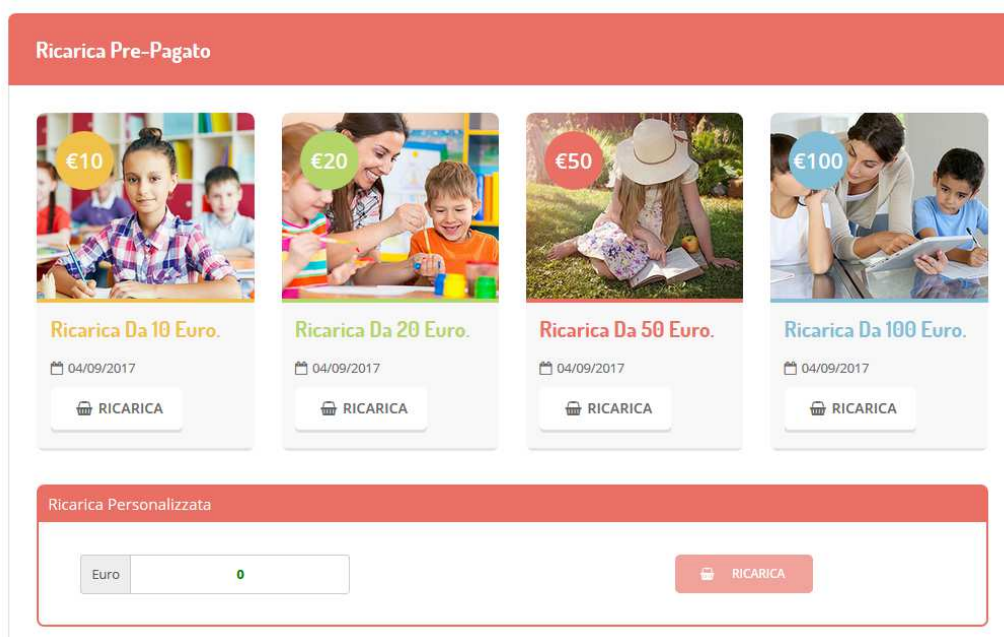 Ricarica Pre-Pagato
€10
€20
€50
€100
Ricarica Da 10 Euro.
Ricarica Da 20 Euro.
Ricarica Da 50 Euro.
Ricarica Da 100 Euro.
04/09/2017
04/09/2017
04/09/2017
04/09/2017
RICARICA
RICARICA
RICARICA
RICARICA
Ricarica Personalizzata
Euro 0
RICARICA